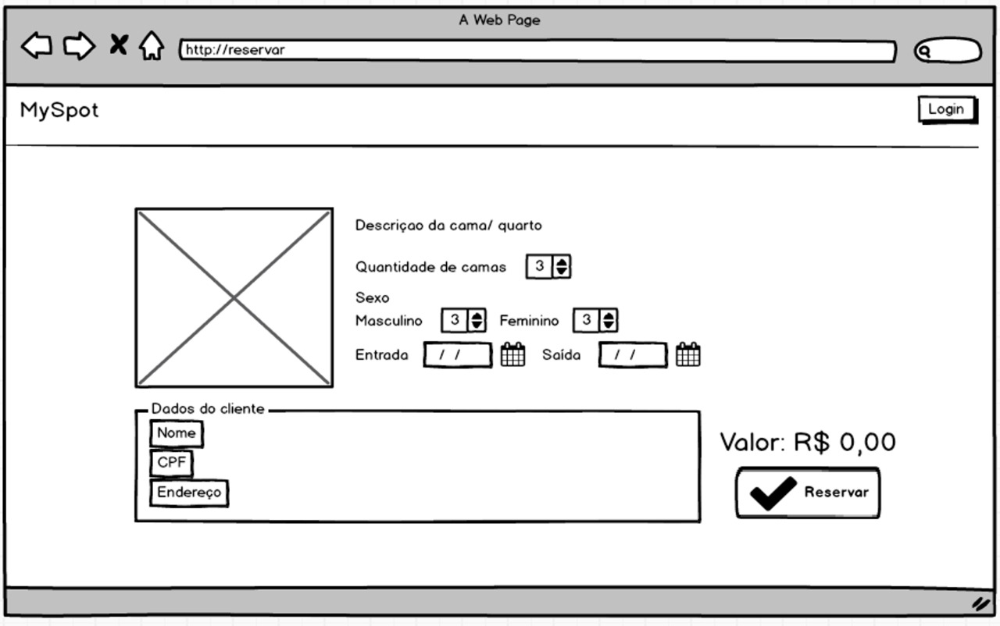 A Web Page
http://reservar
MySpot
Login
Descriçao da cama/ quarto
Quantidade de camas 3
Sexo
Masculino 3 Feminino 3
Entrada / / Saída / /
Dados do cliente
Nome
CPF
Endereço
Valor: R$ 0,00
Reservar